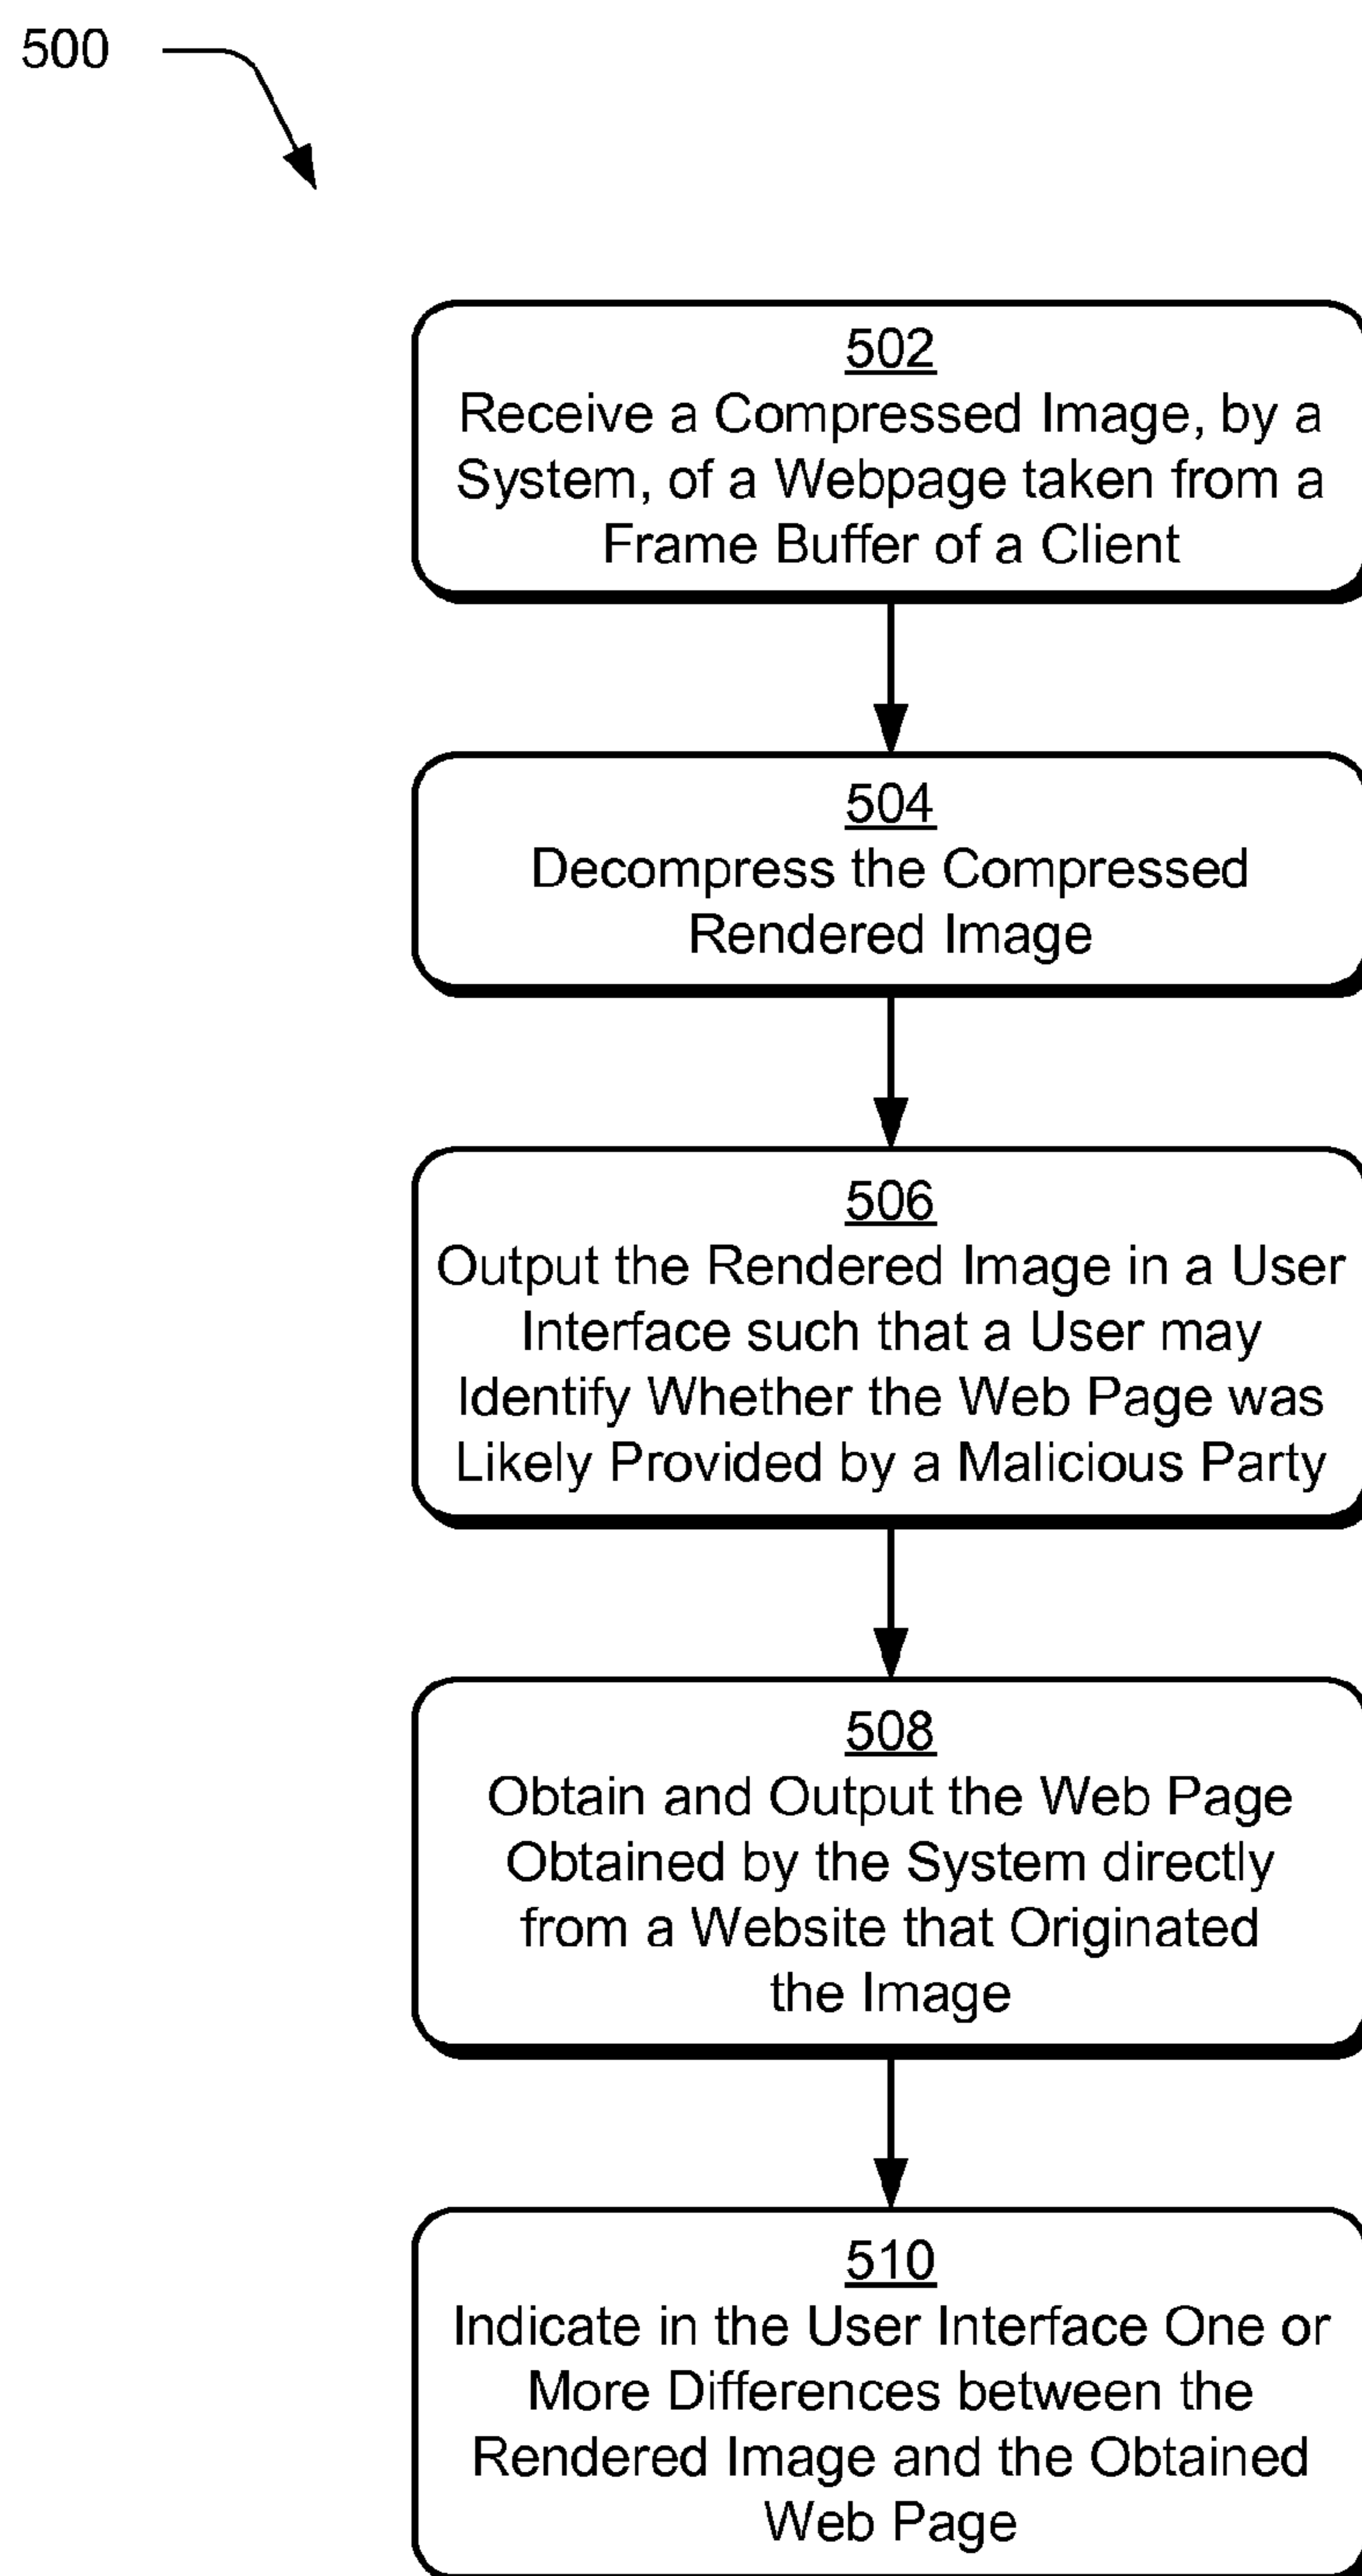 500
502
Receive a Compressed Image, by a
System, of a Webpage taken from a
Frame Buffer of a Client
504
Decompress the Compressed
Rendered Image
506
Output the Rendered Image in a User
Interface such that a User may
Identify Whether the Web Page was
Likely Provided by a Malicious Party
508
Obtain and Output the Web Page
Obtained by the System directly
from a Website that Originated
the Image
510
Indicate in the User Interface One or
More Differences between the
Rendered Image and the Obtained
Web Page